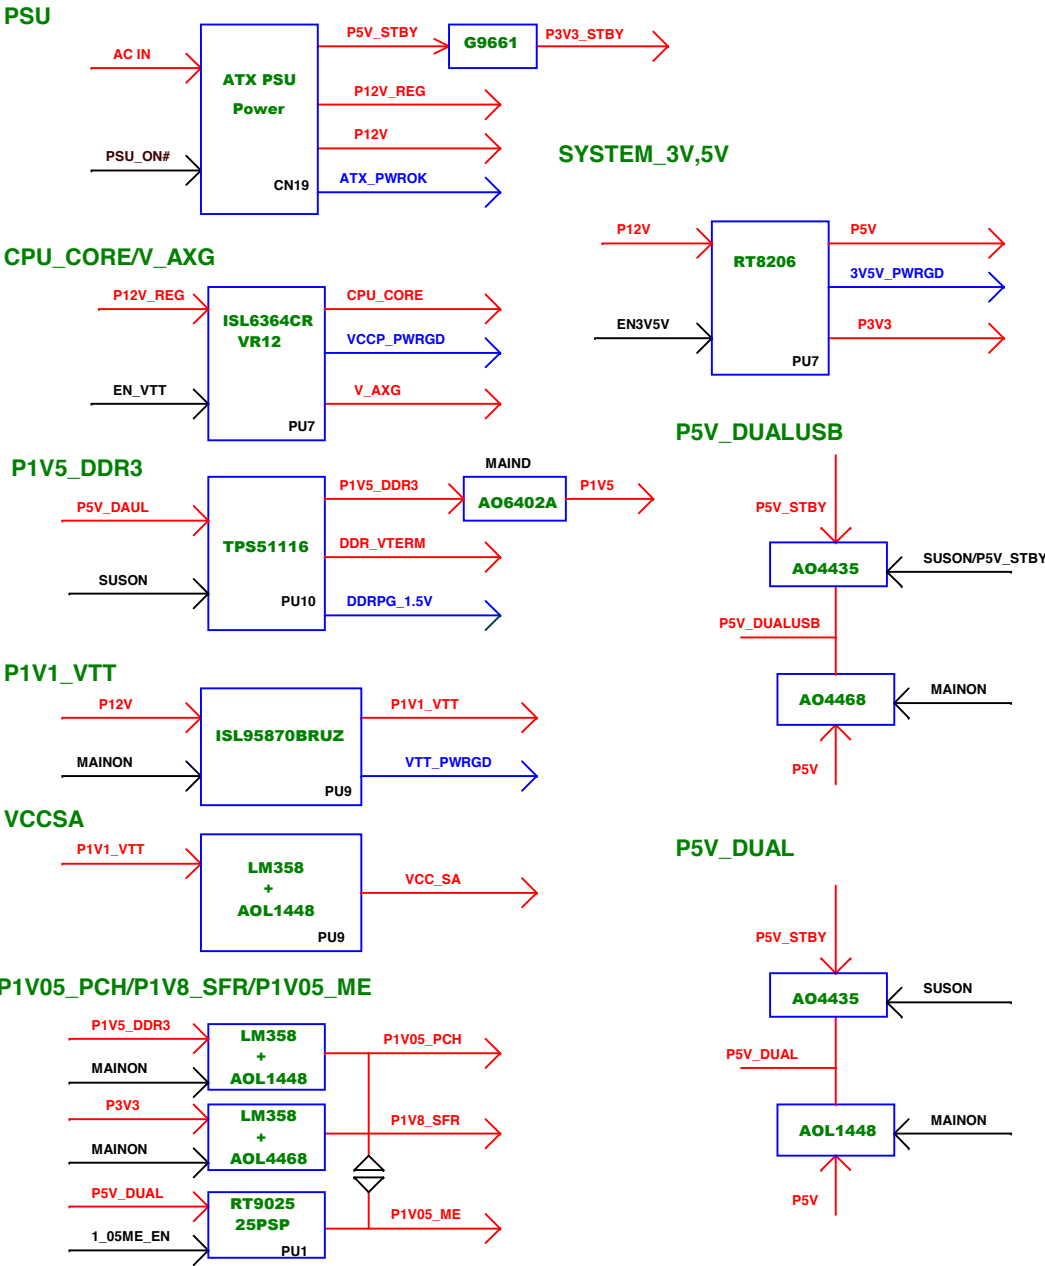 PSU
P5V_STBY
G9661
P3V3_STBY
AC IN
ATX PSU
Power
P12V_REG
P12V
PSU_ON#
CN19
ATX_PWROK
SYSTEM_3V,5V
P12V
RT8206
P5V
3V5V_PWRGD
EN3V5V
P3V3
PU7
CPU_CORE/V_AXG
P12V_REG
ISL6364CR
VR12
CPU_CORE
VCCP_PWRGD
EN_VTT
V_AXG
PU7
P1V5_DDR3
P5V_DAUL
TPS51116
P1V5_DDR3
MAIND
AO6402A
P1V5
DDR_VTERM
SUSON
PU10
DDRPG_1.5V
P5V_DUALUSB
P5V_STBY
AO4435
SUSON/P5V_STBY
P5V_DUALUSB
AO4468
MAINON
P5V
P1V1_VTT
P12V
ISL95870BRUZ
P1V1_VTT
MAINON
VTT_PWRGD
PU9
VCCSA
P1V1_VTT
LM358
+
AOL1448
VCC_SA
PU9
P5V_DUAL
P5V_STBY
AO4435
SUSON
P5V_DUAL
AOL1448
MAINON
P5V
P1V05_PCH/P1V8_SFR/P1V05_ME
P1V5_DDR3
LM358
+
AOL1448
P1V05_PCH
MAINON
P3V3
LM358
+
AOL4468
P1V8_SFR
MAINON
P5V_DUAL
RT9025
25PSP
P1V05_ME
1_05ME_EN
PU1